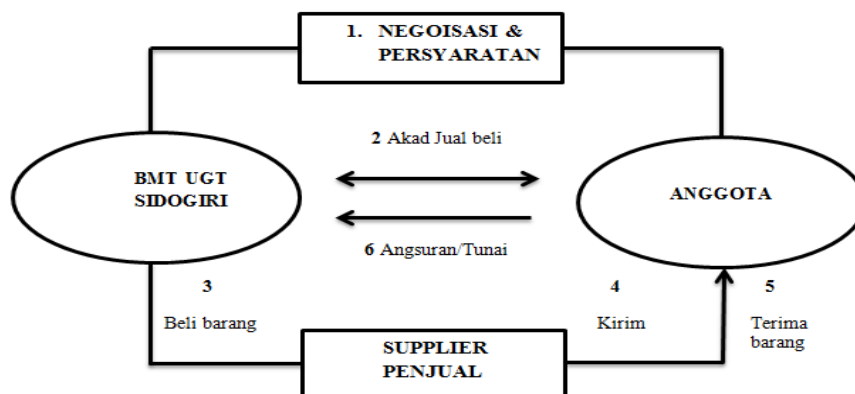 1. NEGOISASI &
PERSYARATAN
2 Akad Jual beli
BMT UGT
SIDOGIRI
ANGGOTA
6 Angsuran/Tunai
3
Beli barang
4
Kirim
5
Terima
barang
SUPPLIER
PENJUAL